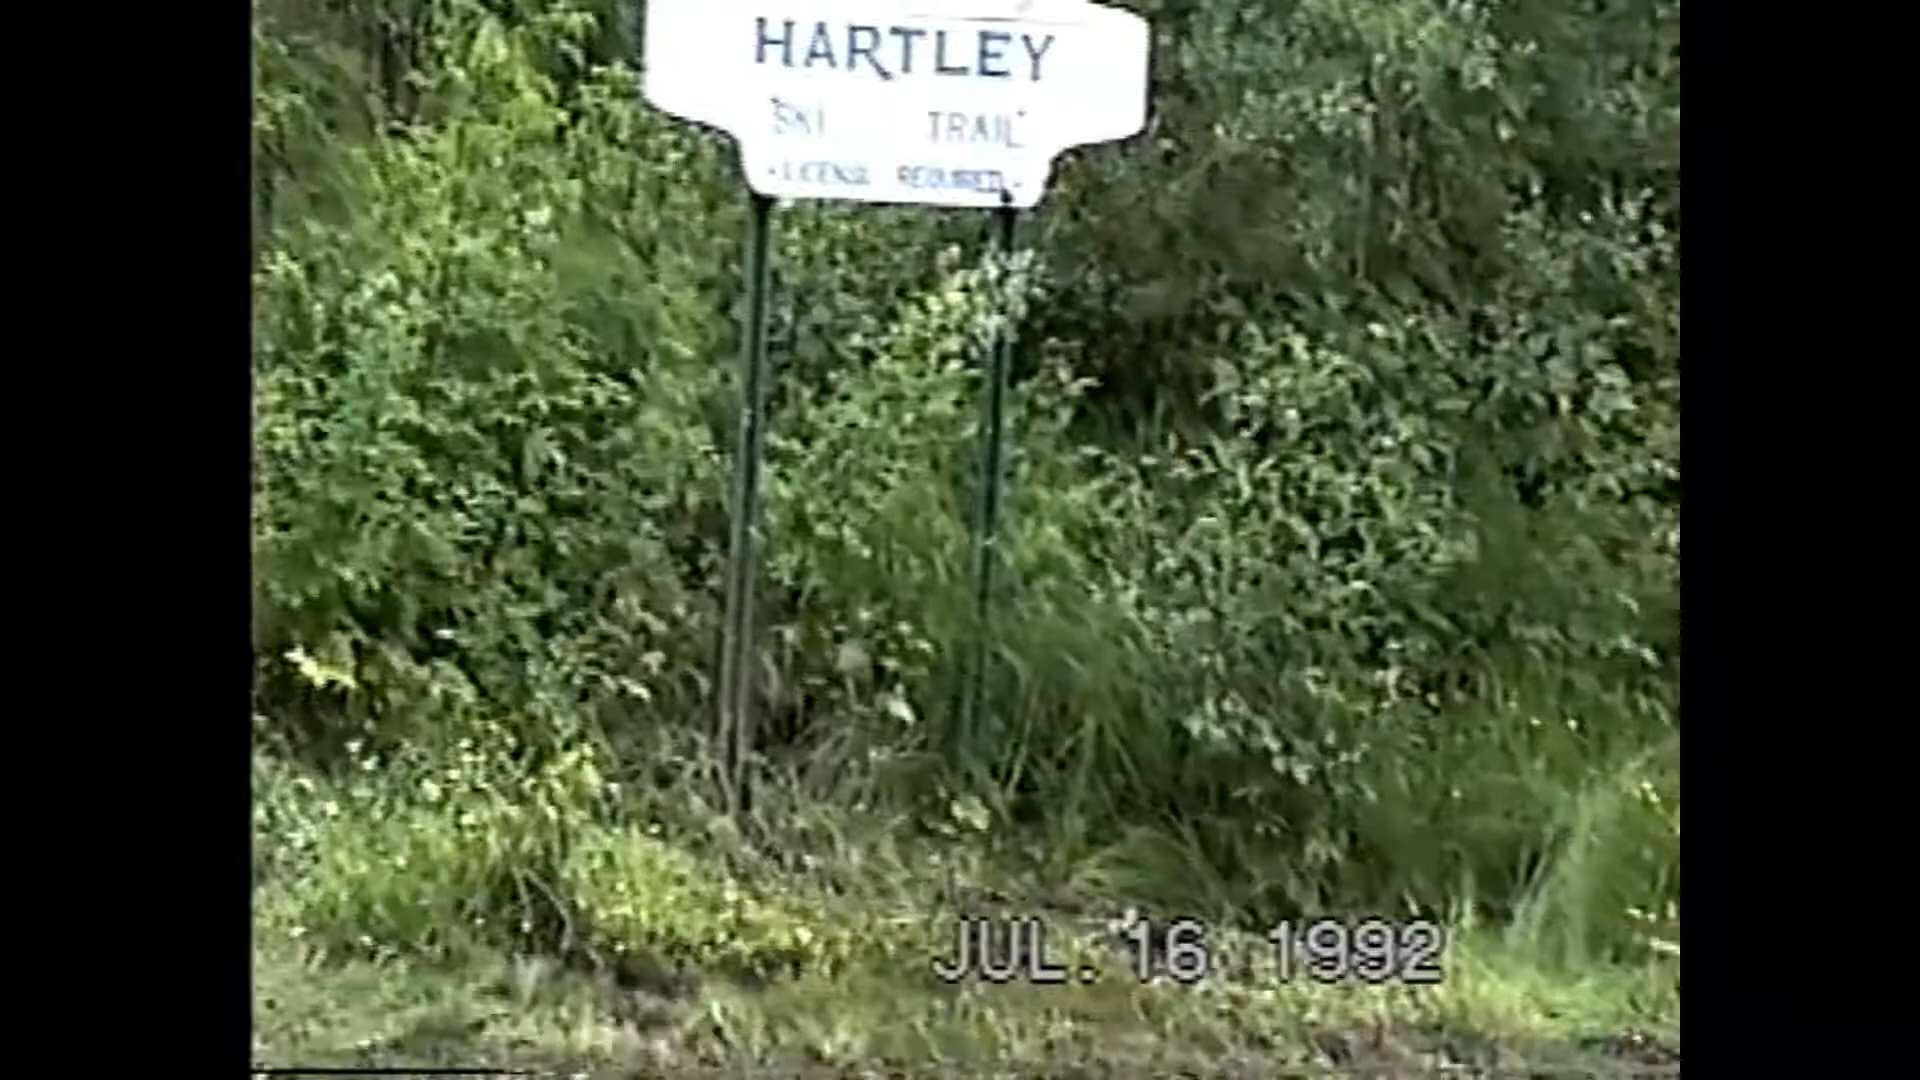 HARTLEY
SKI TRAIL
• LICENSE REQUIRED •
JUL. 16 1992